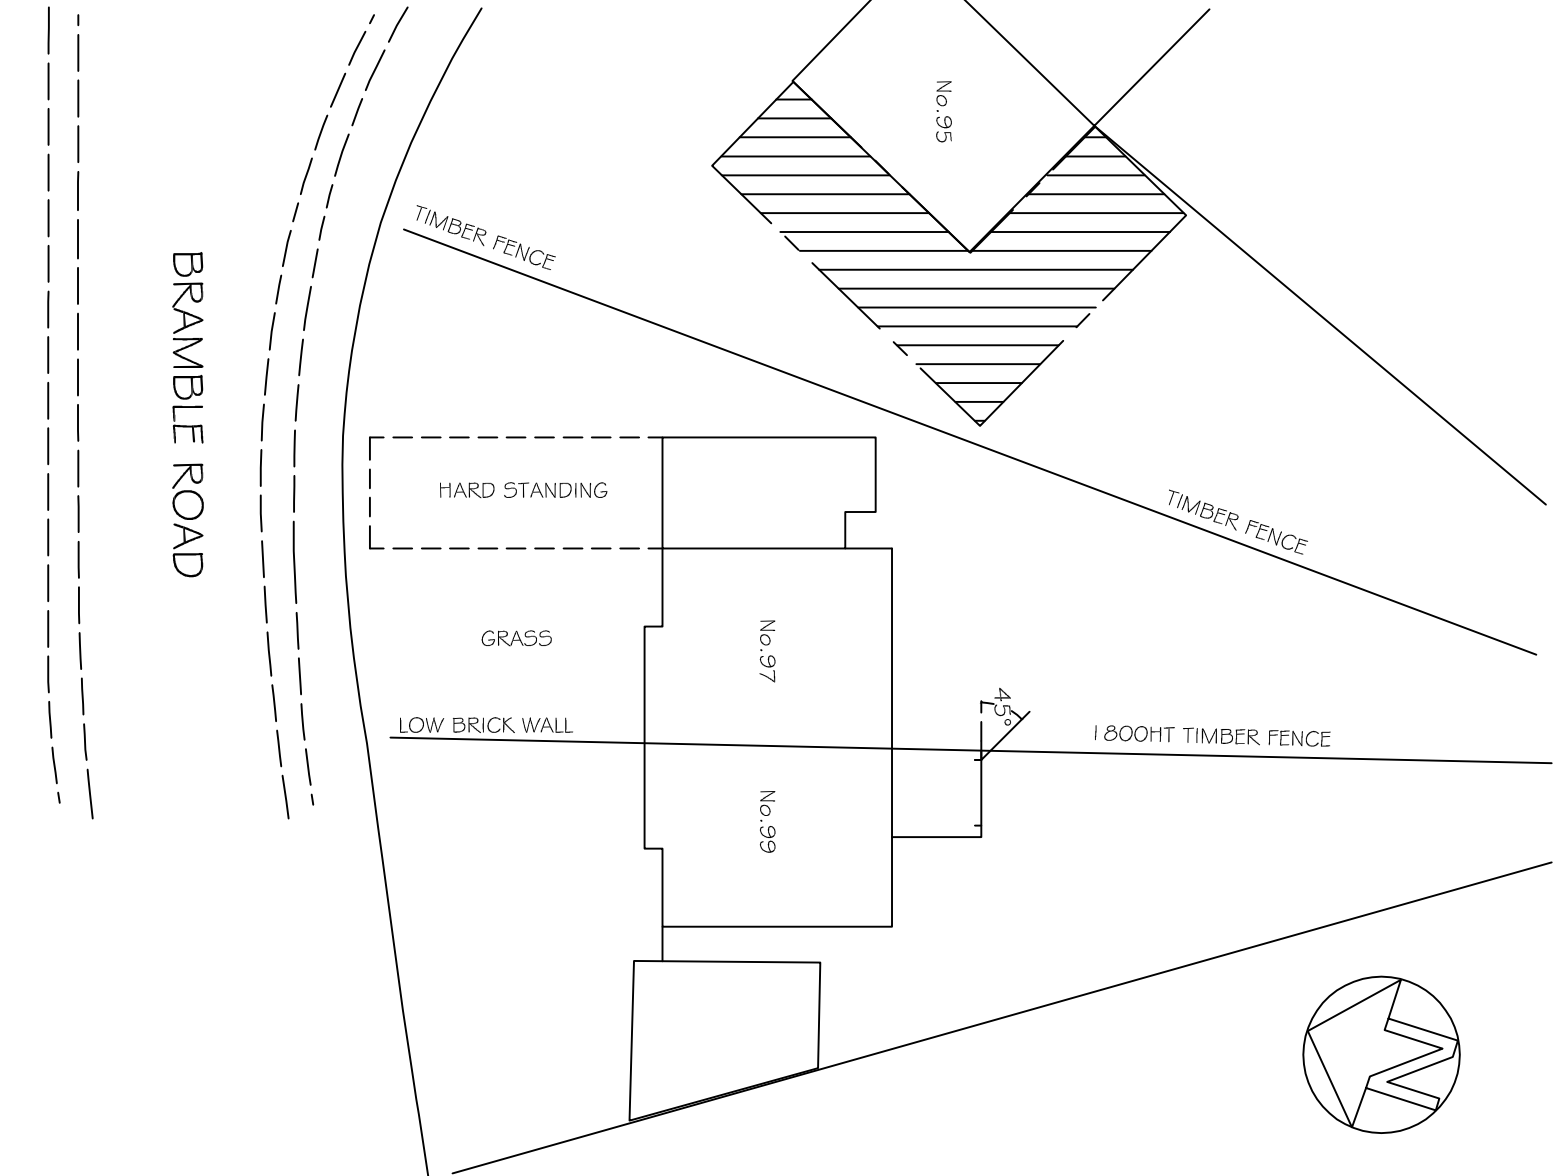 No.95
TIMBER FENCE
BRAMBLE ROAD
HARD STANDING
TIMBER FENCE
GRASS
No.97
45°
LOW BRICK WALL
1800HT TIMBER FENCE
No.99
N